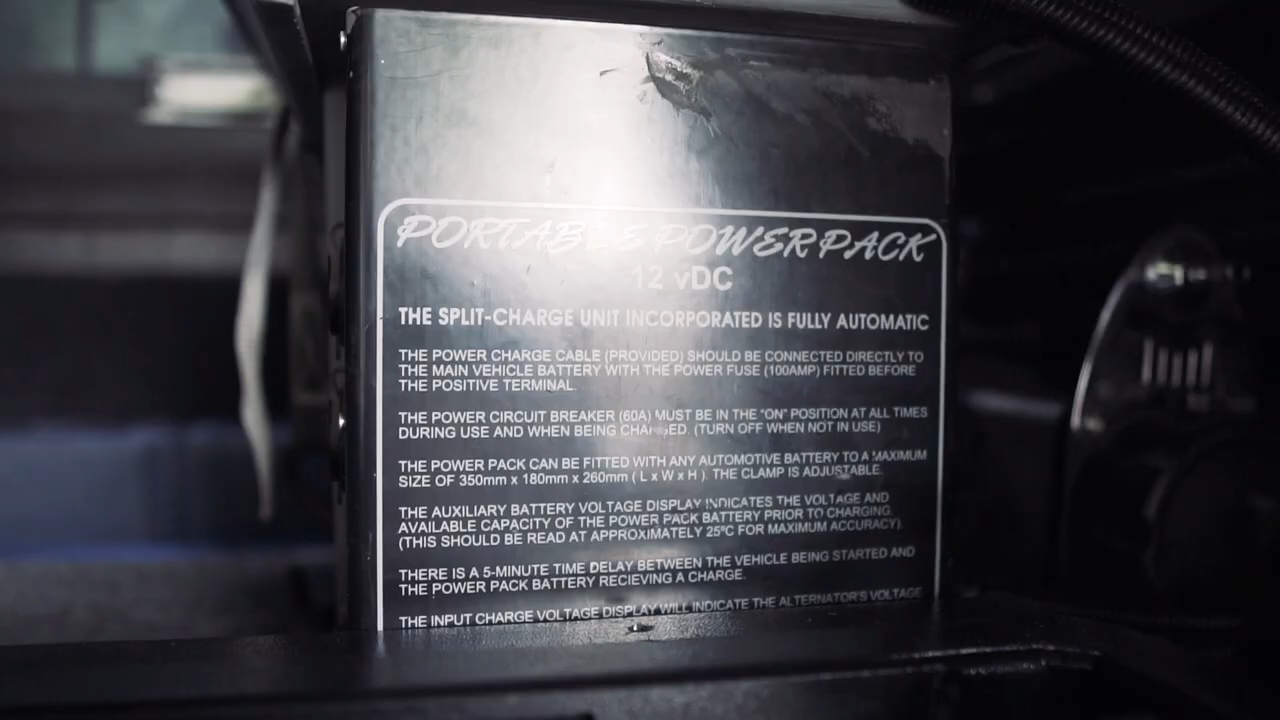 PORTABLE POWER PACK
12 vDC
THE SPLIT-CHARGE UNIT INCORPORATED IS FULLY AUTOMATIC
THE POWER CHARGE CABLE (PROVIDED) SHOULD BE CONNECTED DIRECTLY TO
THE MAIN VEHICLE BATTERY WITH THE POWER FUSE (100AMP) FITTED BEFORE
THE POSITIVE TERMINAL.
THE POWER CIRCUIT BREAKER (60A) MUST BE IN THE "ON" POSITION AT ALL TIMES
DURING USE AND WHEN BEING CHARGED. (TURN OFF WHEN NOT IN USE)
THE POWER PACK CAN BE FITTED WITH ANY AUTOMOTIVE BATTERY TO A MAXIMUM
SIZE OF 350mm x 180mm x 260mm ( L x W x H ). THE CLAMP IS ADJUSTABLE.
THE AUXILIARY BATTERY VOLTAGE DISPLAY INDICATES THE VOLTAGE AND
AVAILABLE CAPACITY OF THE POWER PACK BATTERY PRIOR TO CHARGING.
(THIS SHOULD BE READ AT APPROXIMATELY 25ºC FOR MAXIMUM ACCURACY).
THERE IS A 5-MINUTE TIME DELAY BETWEEN THE VEHICLE BEING STARTED AND
THE POWER PACK BATTERY RECIEVING A CHARGE.
THE INPUT CHARGE VOLTAGE DISPLAY WILL INDICATE THE ALTERNATOR'S VOLTAGE